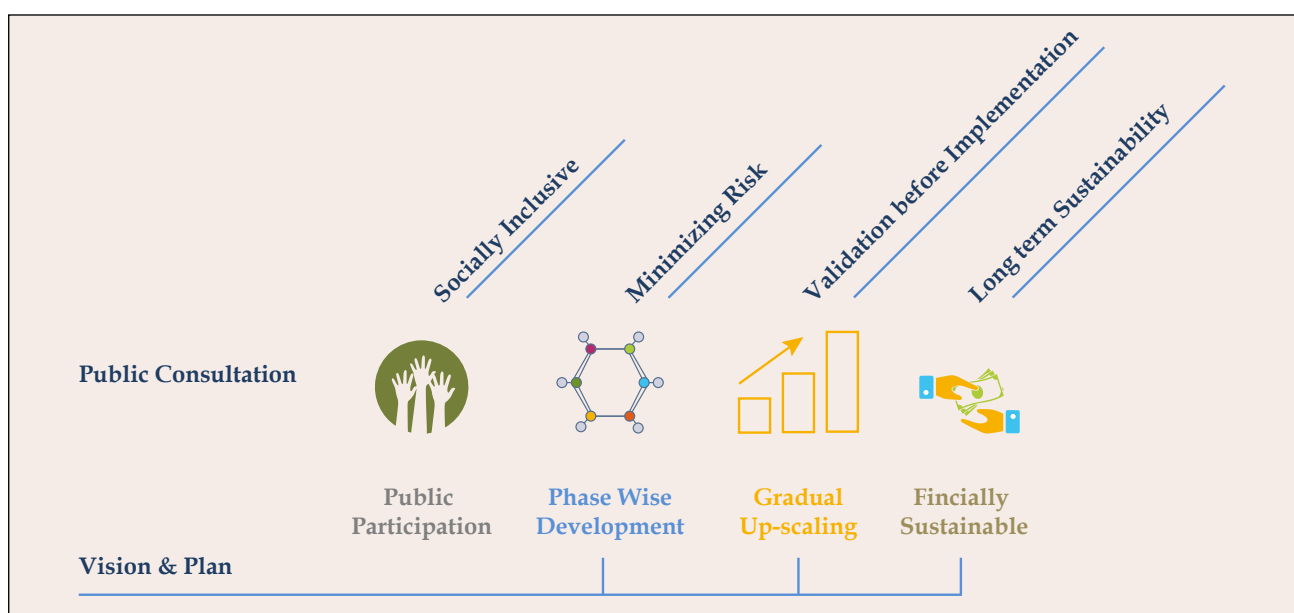 Socially Inclusive
Minimizing Risk
Validation before Implementation
Long term Sustainability
Public Consultation
Public
Participation
Phase Wise
Development
Gradual
Up-scaling
Fincially
Sustainable
Vision & Plan